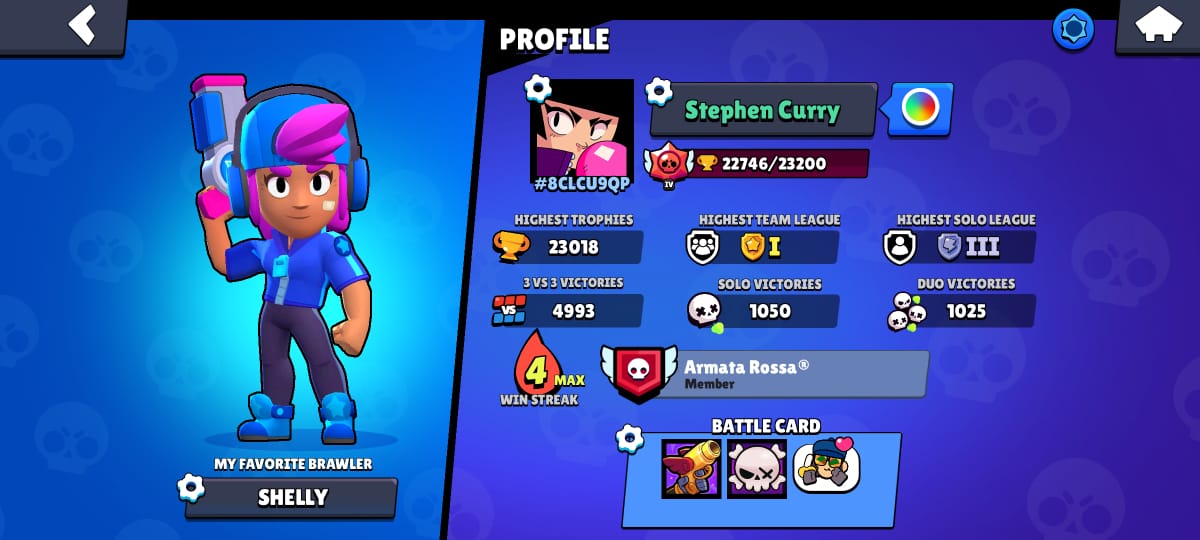 PROFILE
Stephen Curry
#8CLCU9QP
22746/23200
IV
HIGHEST TROPHIES
23018
HIGHEST TEAM LEAGUE
I
HIGHEST SOLO LEAGUE
III
3 VS 3 VICTORIES
VS
4993
SOLO VICTORIES
1050
DUO VICTORIES
1025
4 MAX
WIN STREAK
Armata Rossa®
Member
BATTLE CARD
MY FAVORITE BRAWLER
SHELLY